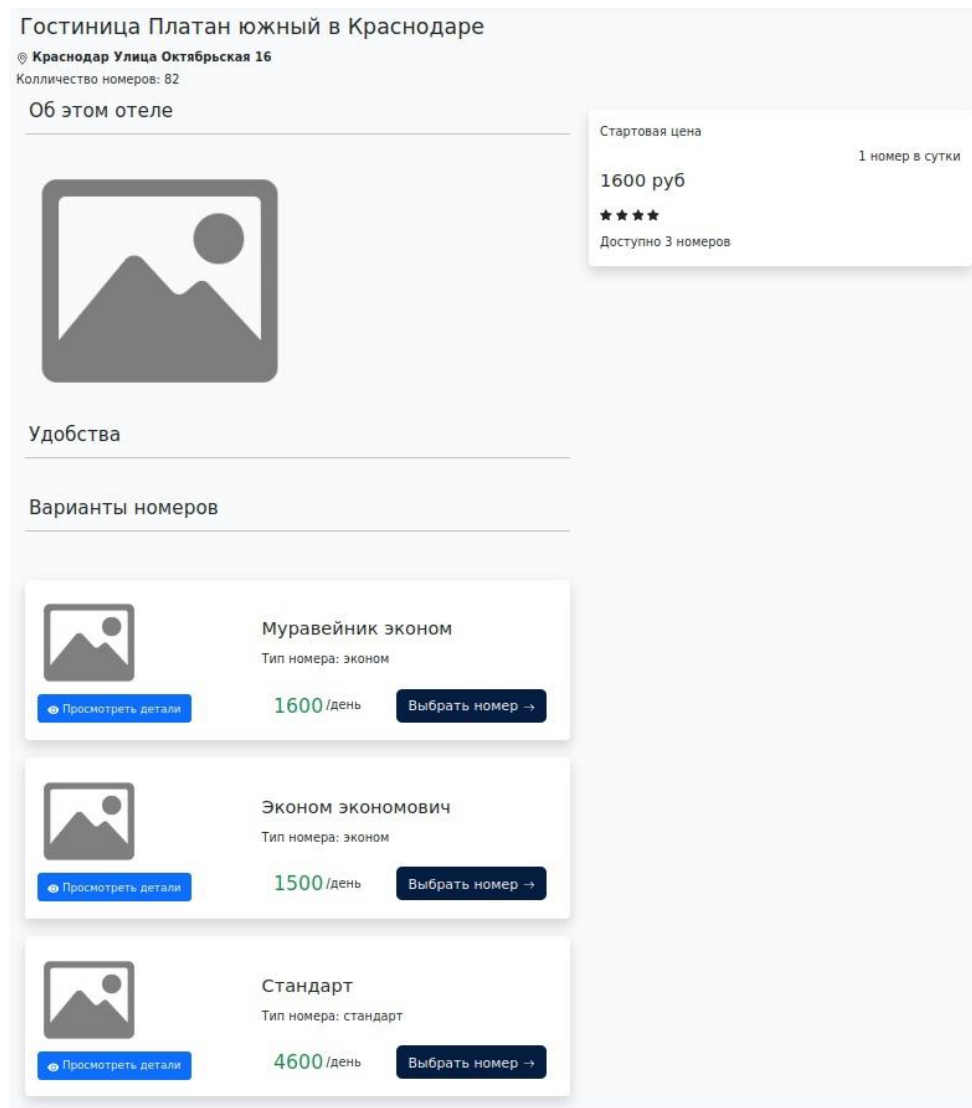 Гостиница Платан южный в Краснодаре
Краснодар Улица Октябрьская 16
Колличество номеров: 82
Об этом отеле
Стартовая цена
1 номер в сутки
1600 руб
Доступно 3 номеров
Удобства
Варианты номеров
Муравейник эконом
Тип номера: эконом
Просмотреть детали
1600 /день
Выбрать номер →
Эконом экономович
Тип номера: эконом
Просмотреть детали
1500 /день
Выбрать номер →
Стандарт
Тип номера: стандарт
Просмотреть детали
4600 /день
Выбрать номер →